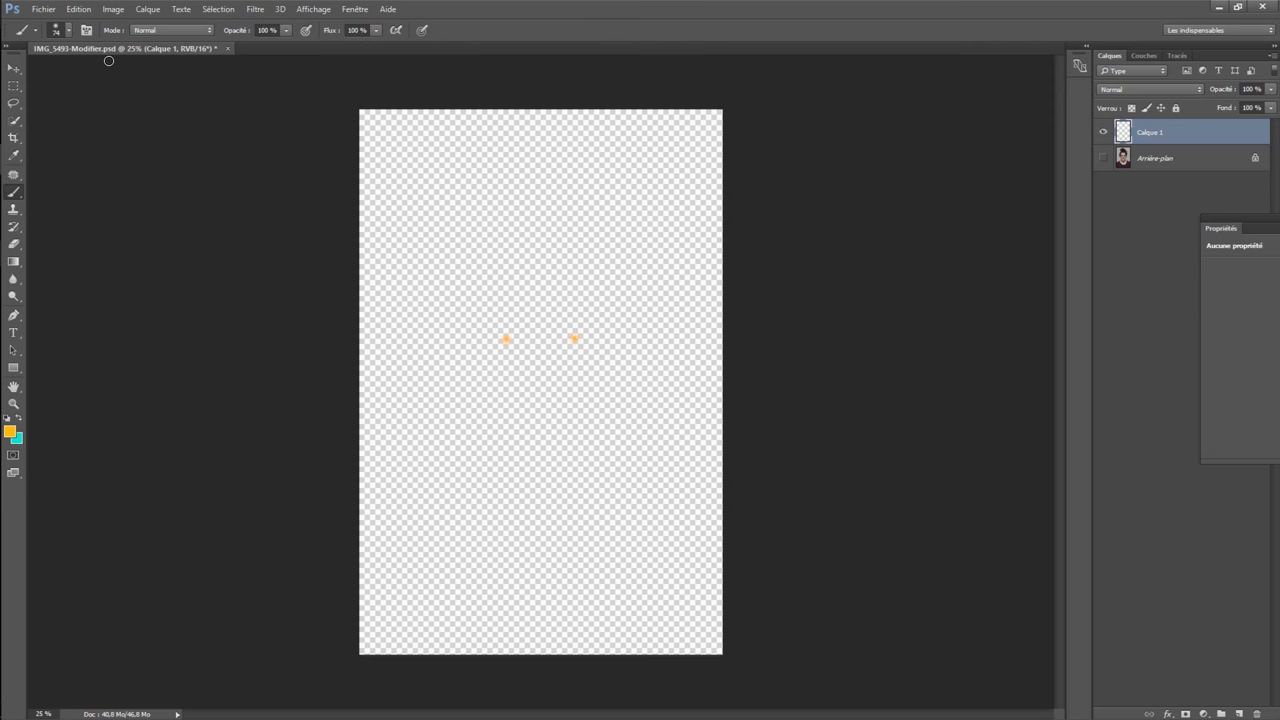 Ps Fichier Edition Image Calque Texte Sélection Filtre 3D Affichage Fenêtre Aide
74 Mode : Normal Opacité : 100 % Flux : 100 % Les indispensables
IMG_5493-Modifier.psd @ 25% (Calque 1, RVB/16*) * ×
Calques Couches Tracés
Type
Normal Opacité : 100 %
Verrou : Fond : 100 %
Calque 1
Arrière-plan
Propriétés
Aucune propriété
T
25 % Doc : 40,8 Mo/46,8 Mo